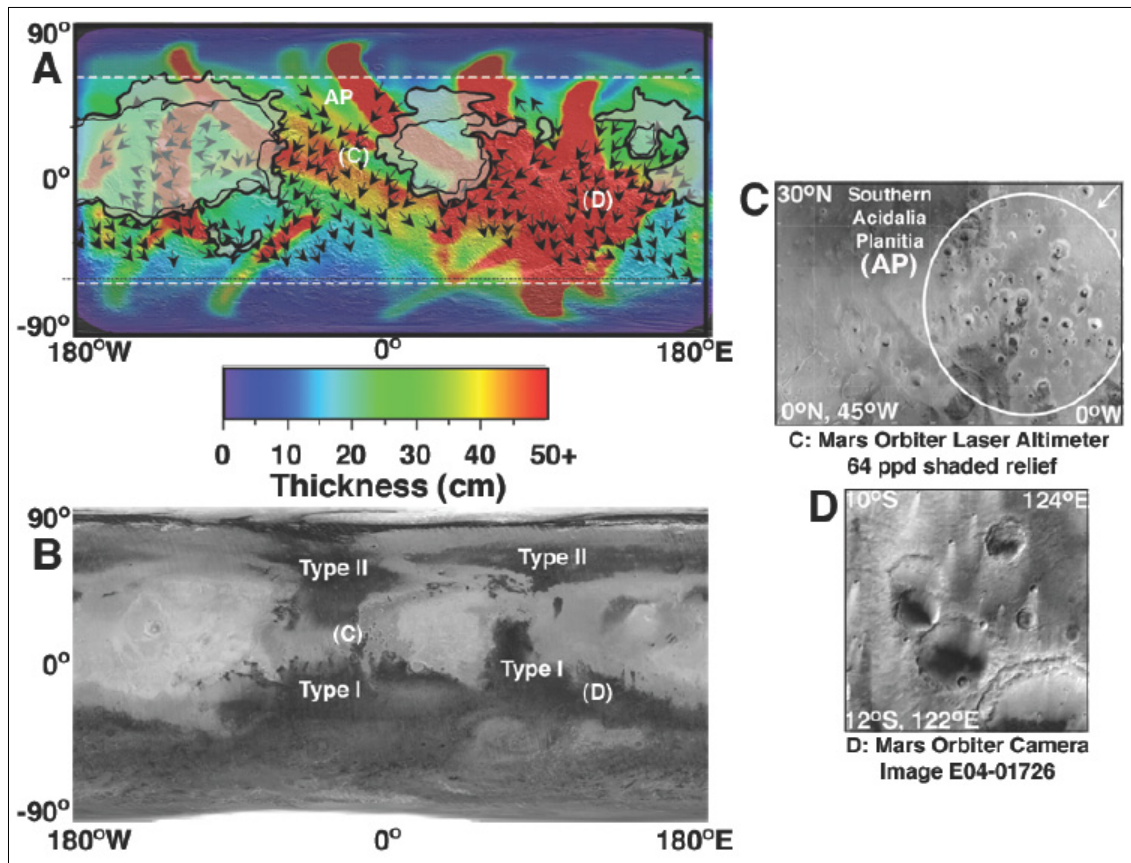 90°
A
AP
(C)
(D)
0°
-90°
180°W
0°
180°E
0
10
20
30
40
50+
Thickness (cm)
90°
B
Type II
Type II
(C)
0°
Type I
Type I
(D)
-90°
180°W
0°
180°E
C
30°N
Southern
Acidalia
Planitia
(AP)
0°N, 45°W
0°W
C: Mars Orbiter Laser Altimeter
64 ppd shaded relief
D
10°S
124°E
12°S, 122°E
D: Mars Orbiter Camera
Image E04-01726